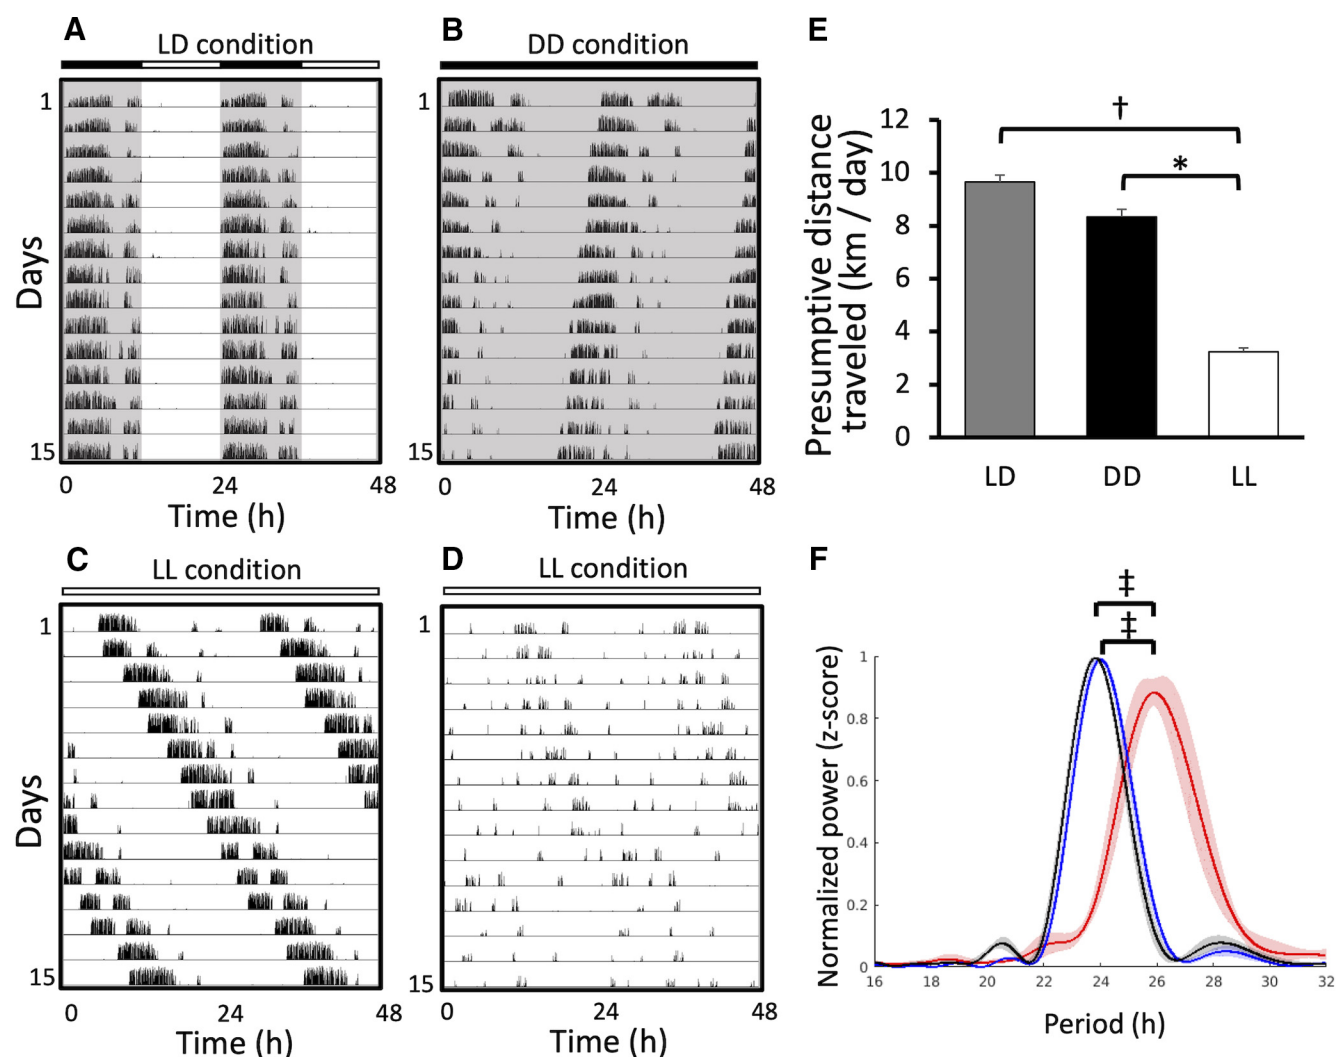 A
LD condition
1
Days
15
0 24 48
Time (h)
B
DD condition
1
15
0 24 48
Time (h)
E
†
*
Presumptive distance
traveled (km / day)
12
10
8
6
4
2
0
LD DD LL
C
LL condition
1
Days
15
0 24 48
Time (h)
D
LL condition
1
15
0 24 48
Time (h)
F
‡
‡
Normalized power (z-score)
1
0.8
0.6
0.4
0.2
0
16 18 20 22 24 26 28 30 32
Period (h)